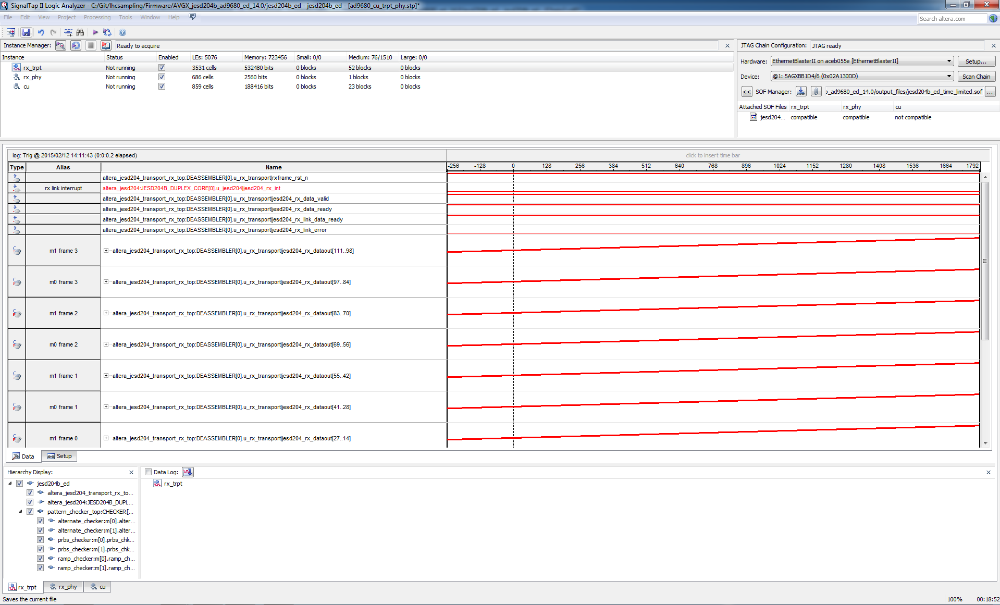 SignalTap II Logic Analyzer - C:/Git/lhcsampling/Firmware/AVGX_jesd204b_ad9680_ed_14.0/jesd204b_ed - jesd204b_ed - [ad9680_cu_trpt_phy.stp]*
File Edit View Project Processing Tools Window Help
Search altera.com
Instance Manager: Ready to acquire
Instance Status Enabled LEs: 5076 Memory: 723456 Small: 0/0 Medium: 76/1510 Large: 0/0
rx_trpt Not running 3531 cells 532480 bits 0 blocks 52 blocks 0 blocks
rx_phy Not running 686 cells 2560 bits 0 blocks 1 blocks 0 blocks
cu Not running 859 cells 188416 bits 0 blocks 23 blocks 0 blocks
JTAG Chain Configuration: JTAG ready
Hardware: EthernetBlasterII on aceb055e [EthernetBlasterII] Setup...
Device: @1: 5AGXBB1D4/6 (0x02A130DD) Scan Chain
<< SOF Manager: _ad9680_ed_14.0/output_files/jesd204b_ed_time_limited.sof ...
Attached SOF Files rx_trpt rx_phy cu
jesd204... compatible compatible not compatible
log: Trig @ 2015/02/12 14:11:43 (0:0:0.2 elapsed) click to insert time bar
Type Alias Name -256 -128 0 128 256 384 512 640 768 896 1024 1152 1280 1408 1536 1664 1792
altera_jesd204_transport_rx_top:DEASSEMBLER[0].u_rx_transport|rxframe_rst_n
rx link interrupt altera_jesd204:JESD204B_DUPLEX_CORE[0].u_jesd204|jesd204_rx_int
altera_jesd204_transport_rx_top:DEASSEMBLER[0].u_rx_transport|jesd204_rx_data_valid
altera_jesd204_transport_rx_top:DEASSEMBLER[0].u_rx_transport|jesd204_rx_data_ready
altera_jesd204_transport_rx_top:DEASSEMBLER[0].u_rx_transport|jesd204_rx_link_data_ready
altera_jesd204_transport_rx_top:DEASSEMBLER[0].u_rx_transport|jesd204_rx_link_error
m1 frame 3 altera_jesd204_transport_rx_top:DEASSEMBLER[0].u_rx_transport|jesd204_rx_dataout[111..98]
m0 frame 3 altera_jesd204_transport_rx_top:DEASSEMBLER[0].u_rx_transport|jesd204_rx_dataout[97..84]
m1 frame 2 altera_jesd204_transport_rx_top:DEASSEMBLER[0].u_rx_transport|jesd204_rx_dataout[83..70]
m0 frame 2 altera_jesd204_transport_rx_top:DEASSEMBLER[0].u_rx_transport|jesd204_rx_dataout[69..56]
m1 frame 1 altera_jesd204_transport_rx_top:DEASSEMBLER[0].u_rx_transport|jesd204_rx_dataout[55..42]
m0 frame 1 altera_jesd204_transport_rx_top:DEASSEMBLER[0].u_rx_transport|jesd204_rx_dataout[41..28]
m1 frame 0 altera_jesd204_transport_rx_top:DEASSEMBLER[0].u_rx_transport|jesd204_rx_dataout[27..14]
Data Setup
Hierarchy Display:
jesd204b_ed
altera_jesd204_transport_rx_to...
altera_jesd204:JESD204B_DUPL...
pattern_checker_top:CHECKER[...
alternate_checker:m[0].alter...
alternate_checker:m[1].alter...
prbs_checker:m[0].prbs_chk...
prbs_checker:m[1].prbs_chk...
ramp_checker:m[0].ramp_ch...
ramp_checker:m[1].ramp_ch...
Data Log:
rx_trpt
rx_trpt rx_phy cu
Saves the current file 100% 00:18:52